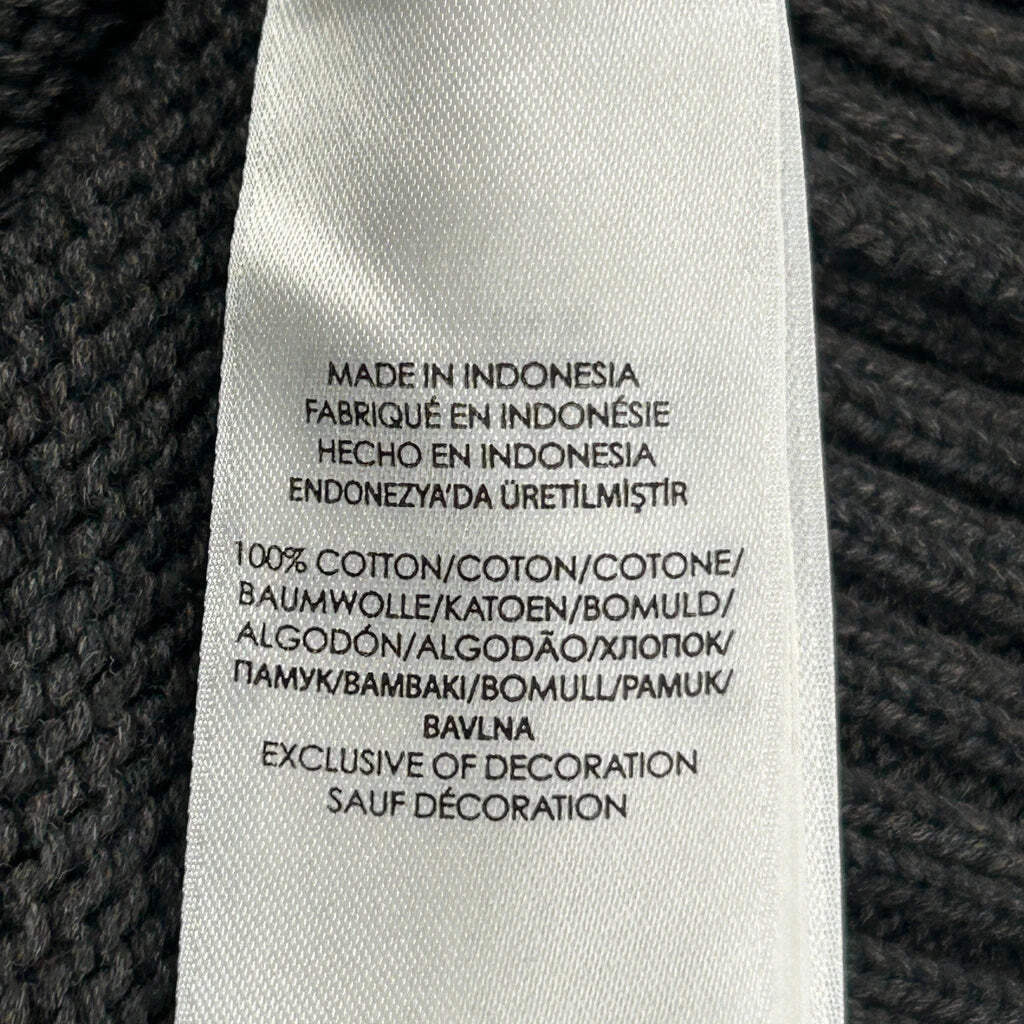 MADE IN INDONESIA
FABRIQUÉ EN INDONÉSIE
HECHO EN INDONESIA
ENDONEZYA'DA ÜRETİLMİŞTİR
100% COTTON/COTON/COTONE/
BAUMWOLLE/KATOEN/BOMULD/
ALGODÓN/ALGODÃO/ХЛОПОК/
ПАМУК/BAMBAKI/BOMULL/PAMUK/
BAVLNA
EXCLUSIVE OF DECORATION
SAUF DÉCORATION